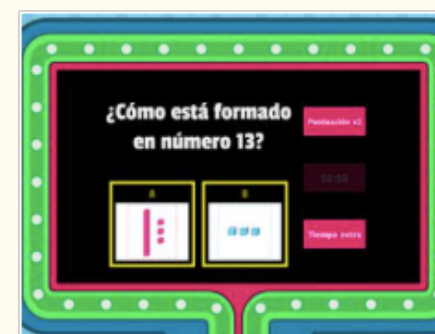 ¿Cómo está formado
en número 13?
Puntuación x2
50:50
Tiempo extra
A
B